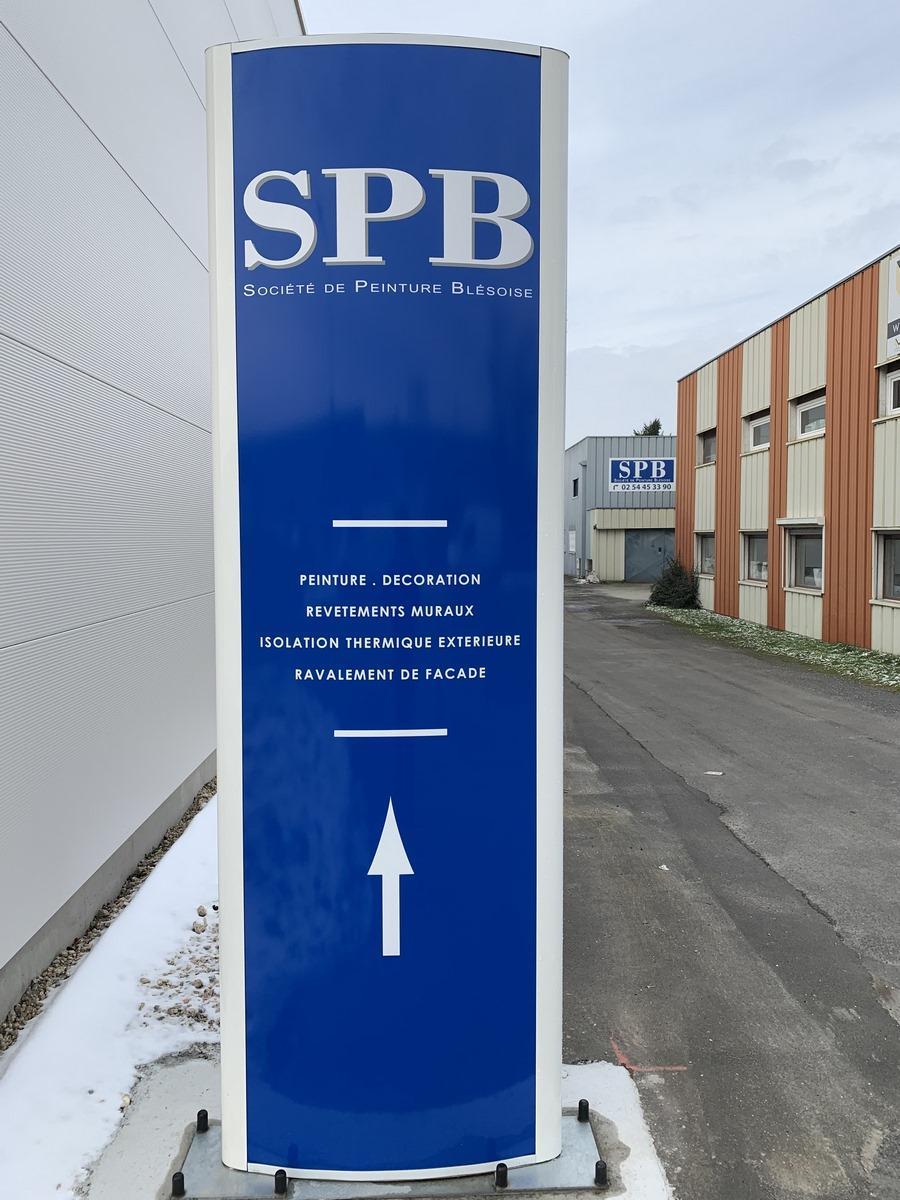 SPB
Société de Peinture Blésoise
PEINTURE . DECORATION
REVETEMENTS MURAUX
ISOLATION THERMIQUE EXTERIEURE
RAVALEMENT DE FACADE
SPB
Société de Peinture Blésoise
02 54 45 33 90